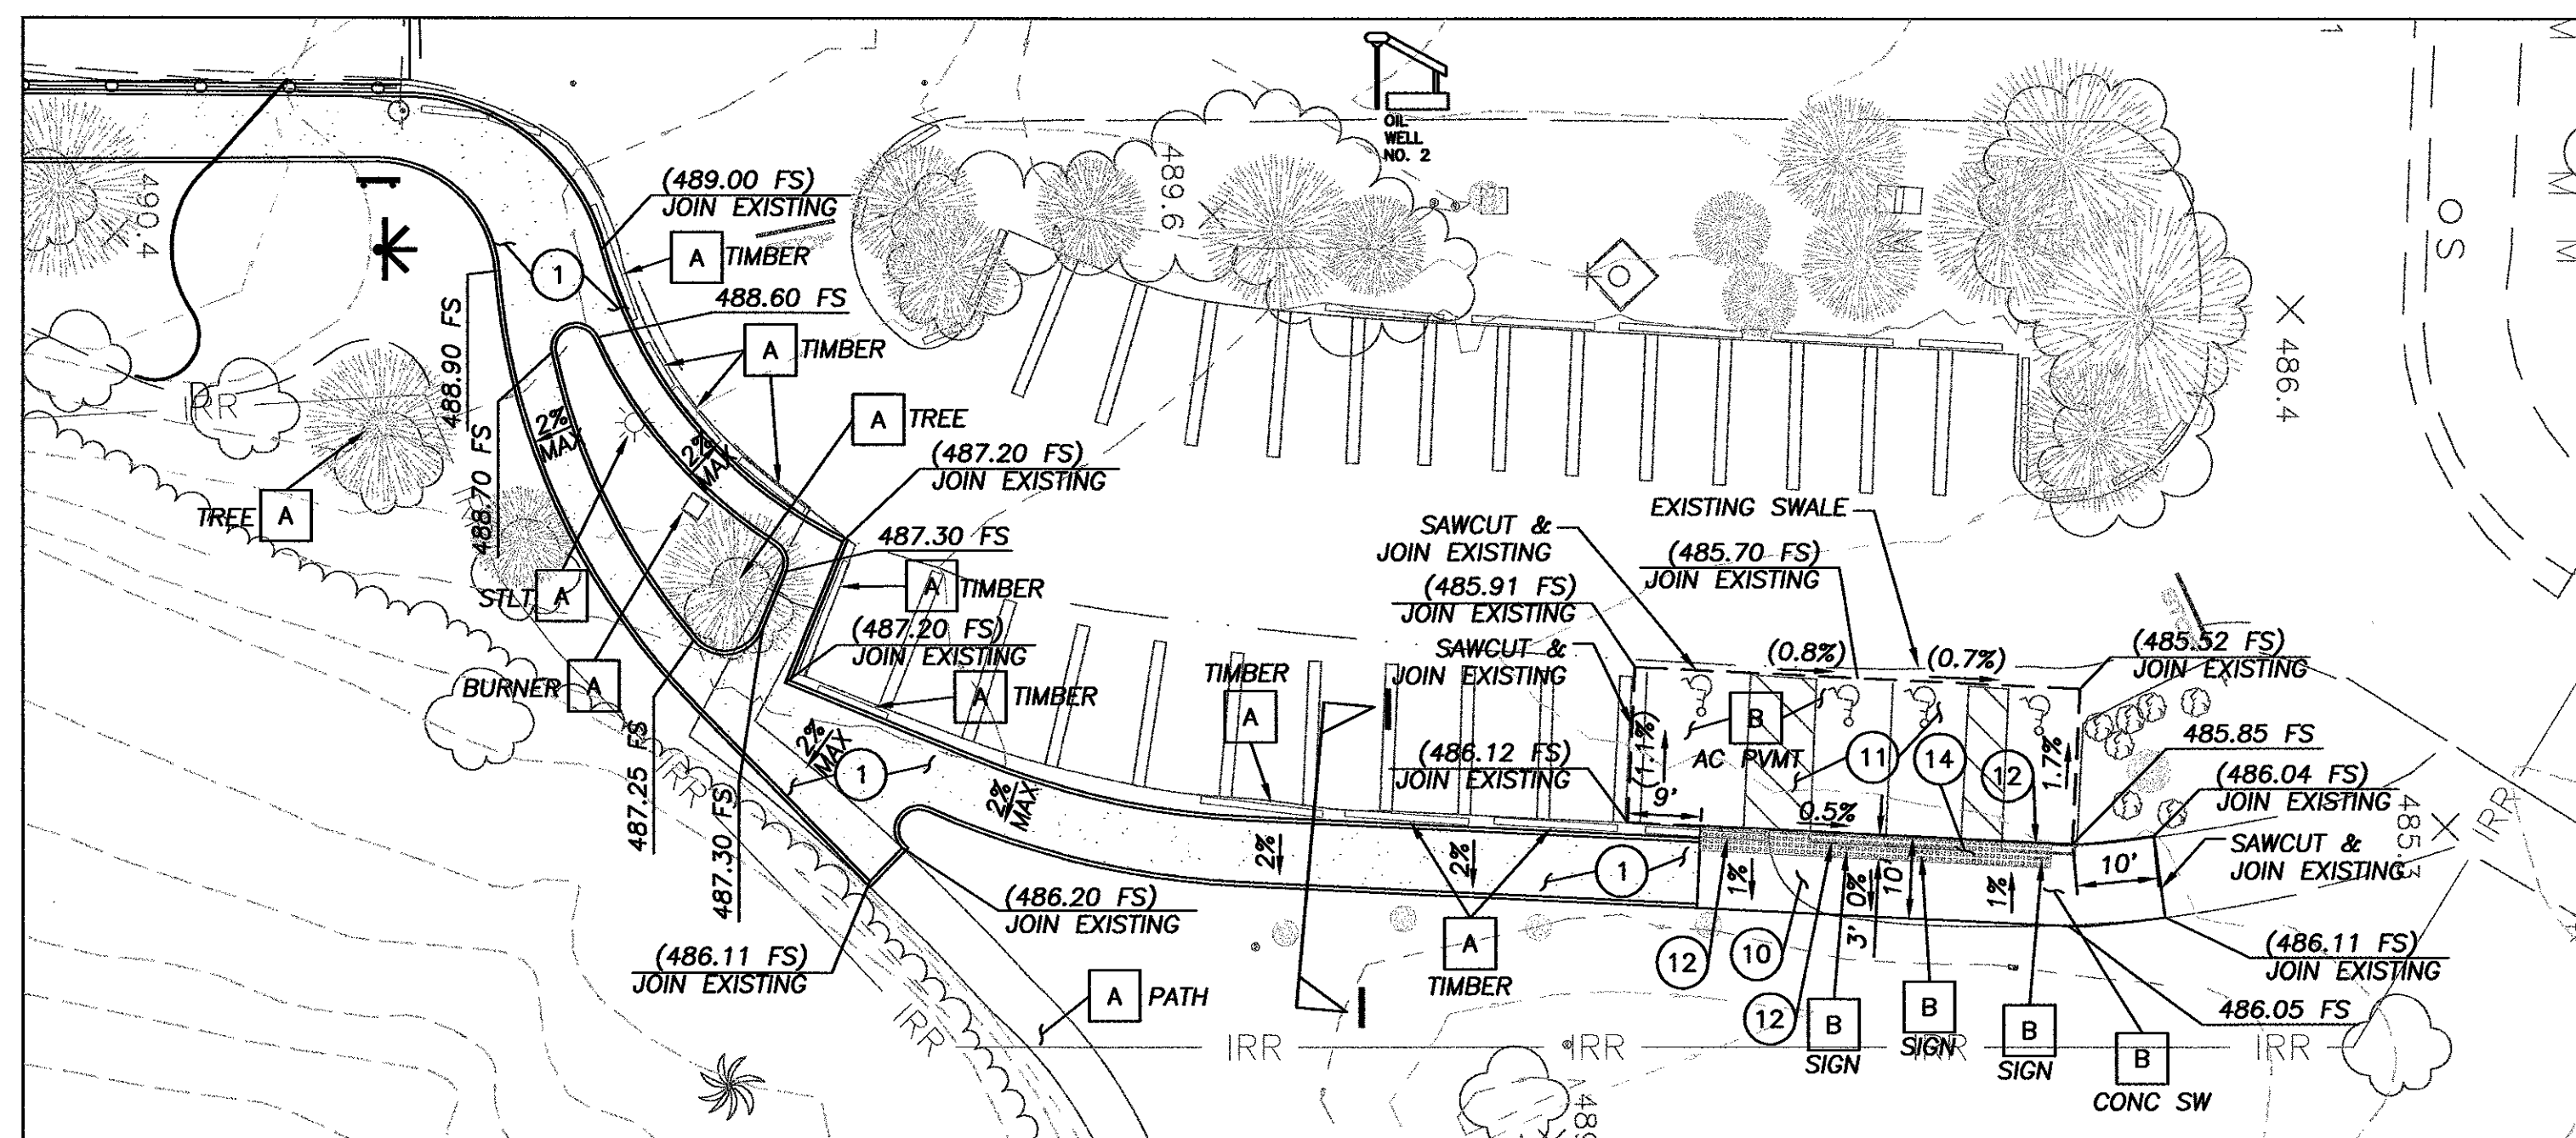 OIL
WELL
NO. 2
(489.00 FS)
JOIN EXISTING
A TIMBER
488.60 FS
A TIMBER
490.4
489.6
O S
486.4
1
488.90 FS
488.70 FS
IRR
2%
MAX
2%
MAX
A TREE
(487.20 FS)
JOIN EXISTING
TREE A
487.30 FS
STLT A
A TIMBER
(487.20 FS)
JOIN EXISTING
BURNER A
A TIMBER
487.25 FS
487.30 FS
IRR
2%
MAX
1
2%
MAX
SAWCUT &
JOIN EXISTING
EXISTING SWALE
(485.70 FS)
JOIN EXISTING
(485.91 FS)
JOIN EXISTING
SAWCUT &
JOIN EXISTING
(0.8%)
(0.7%)
(485.52 FS)
JOIN EXISTING
TIMBER
A
B
AC PVMT
(1.1%)
9'
(486.12 FS)
JOIN EXISTING
11
14
12
1.7%
485.85 FS
(486.04 FS)
JOIN EXISTING
0.5%
485.3
IRR
SAWCUT &
JOIN EXISTING
10'
2%
2%
1
1%
0%
10'
1%
3'
(486.20 FS)
JOIN EXISTING
(486.11 FS)
JOIN EXISTING
A
TIMBER
12
10
12
(486.11 FS)
JOIN EXISTING
486.05 FS
A PATH
B
SIGN
B
SIGN
B
SIGN
B
CONC SW
IRR
IRR
IRR
IRR
IRR